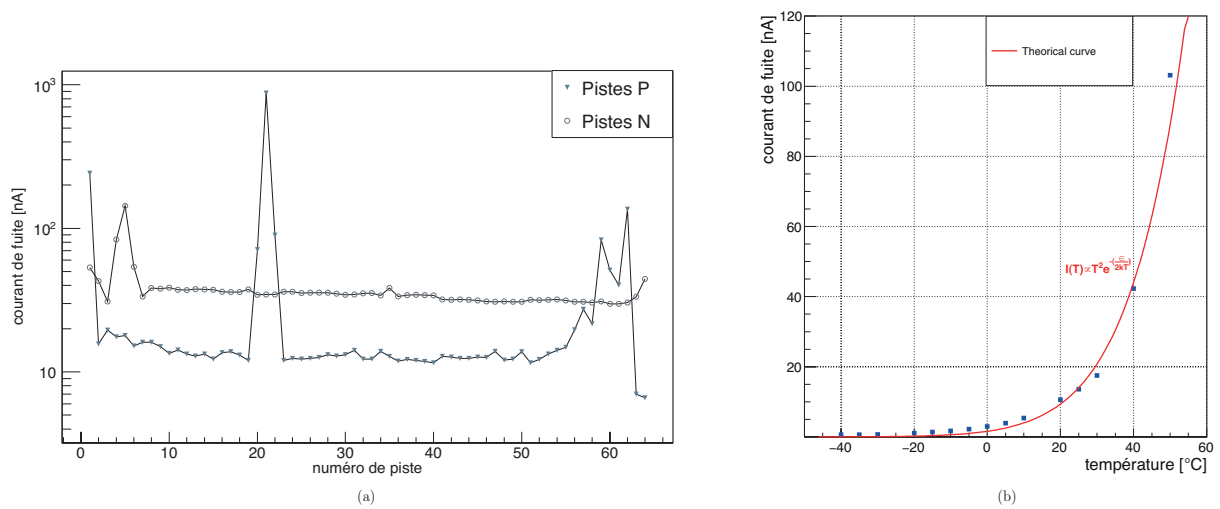 courant de fuite [nA]
10³
10²
10
Pistes P
Pistes N
0 10 20 30 40 50 60
numéro de piste
(a)
courant de fuite [nA]
120
100
80
60
40
20
Theorical curve
I(T)∝T²e^-(E/2kT)
−40 −20 0 20 40 60
température [°C]
(b)